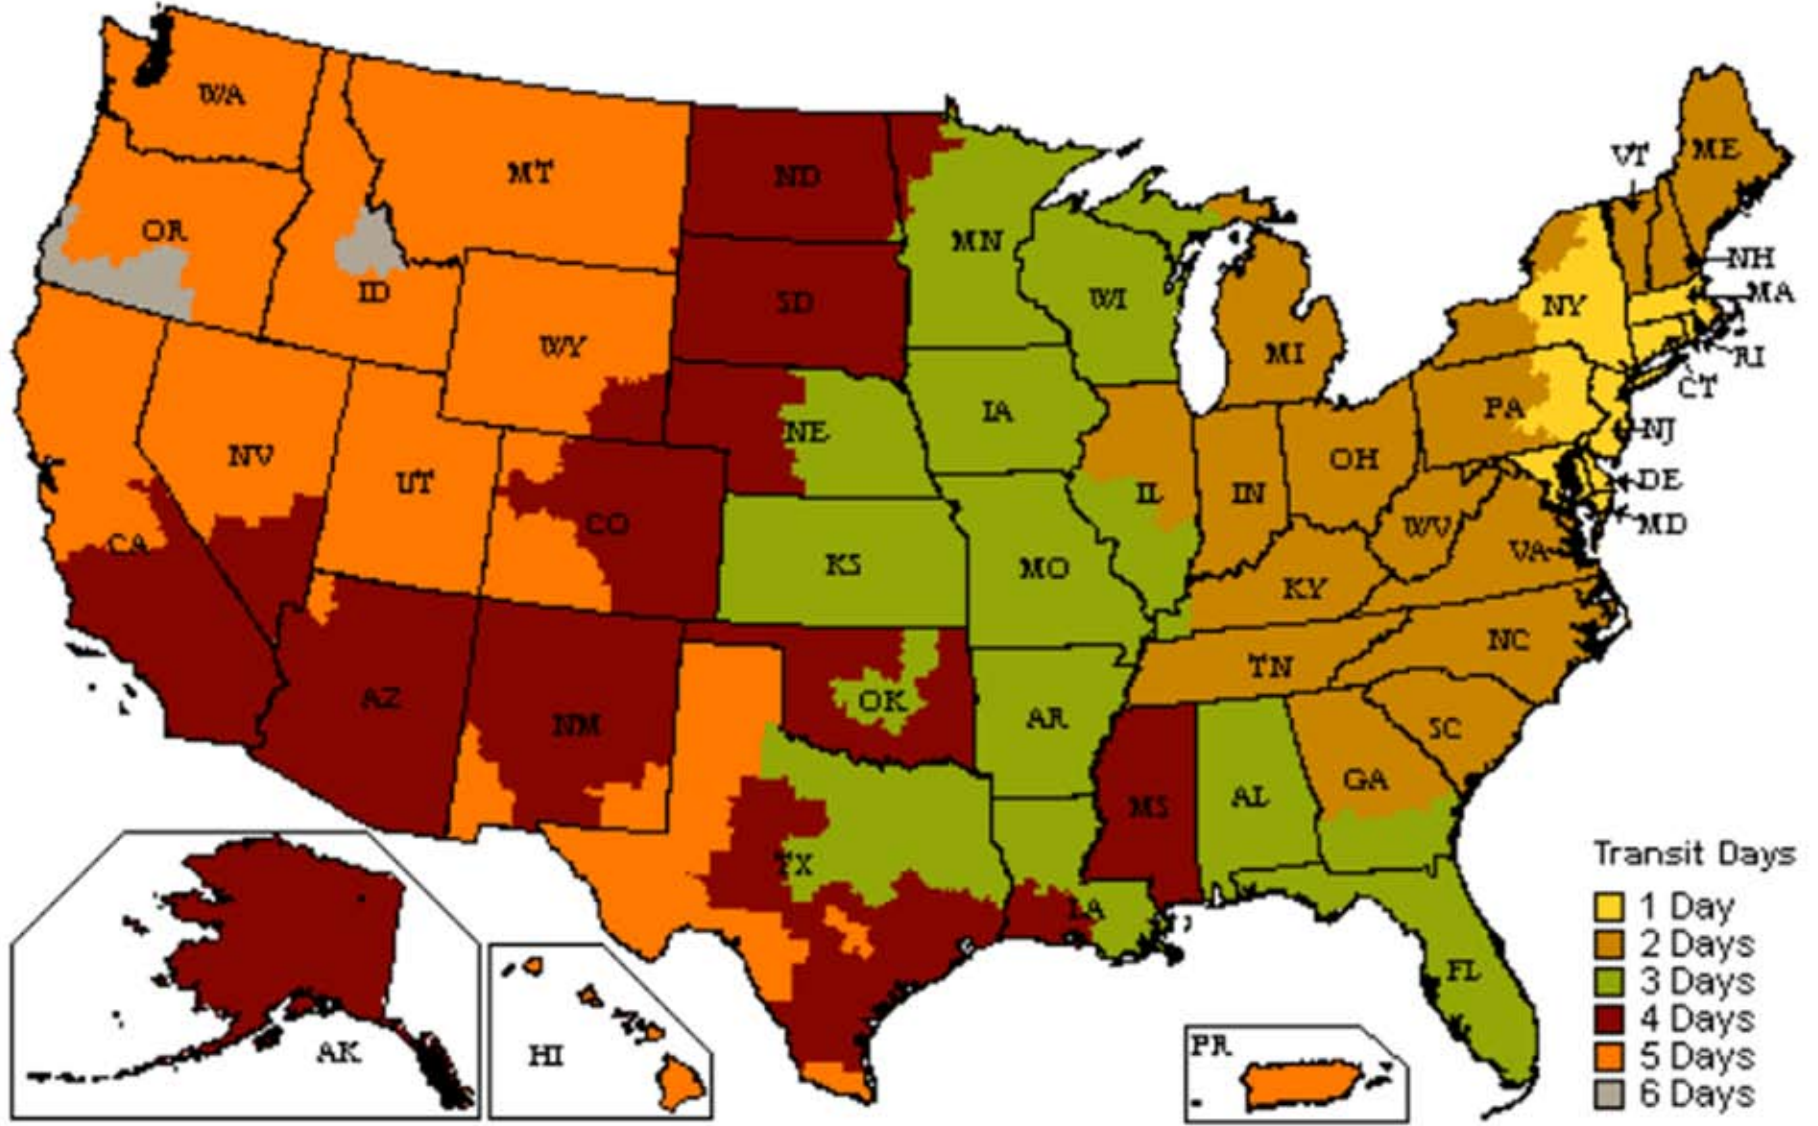 WA
MT
ND
VT
ME
OR
MN
NH
ID
SD
WI
NY
MA
WY
MI
RI
CT
IA
PA
NE
NJ
NV
UT
OH
CO
IL
IN
DE
WV
MD
CA
KS
MO
VA
KY
NC
TN
AZ
NM
OK
AR
SC
GA
MS
AL
TX
LA
FL
AK
HI
PR
Transit Days
1 Day
2 Days
3 Days
4 Days
5 Days
6 Days